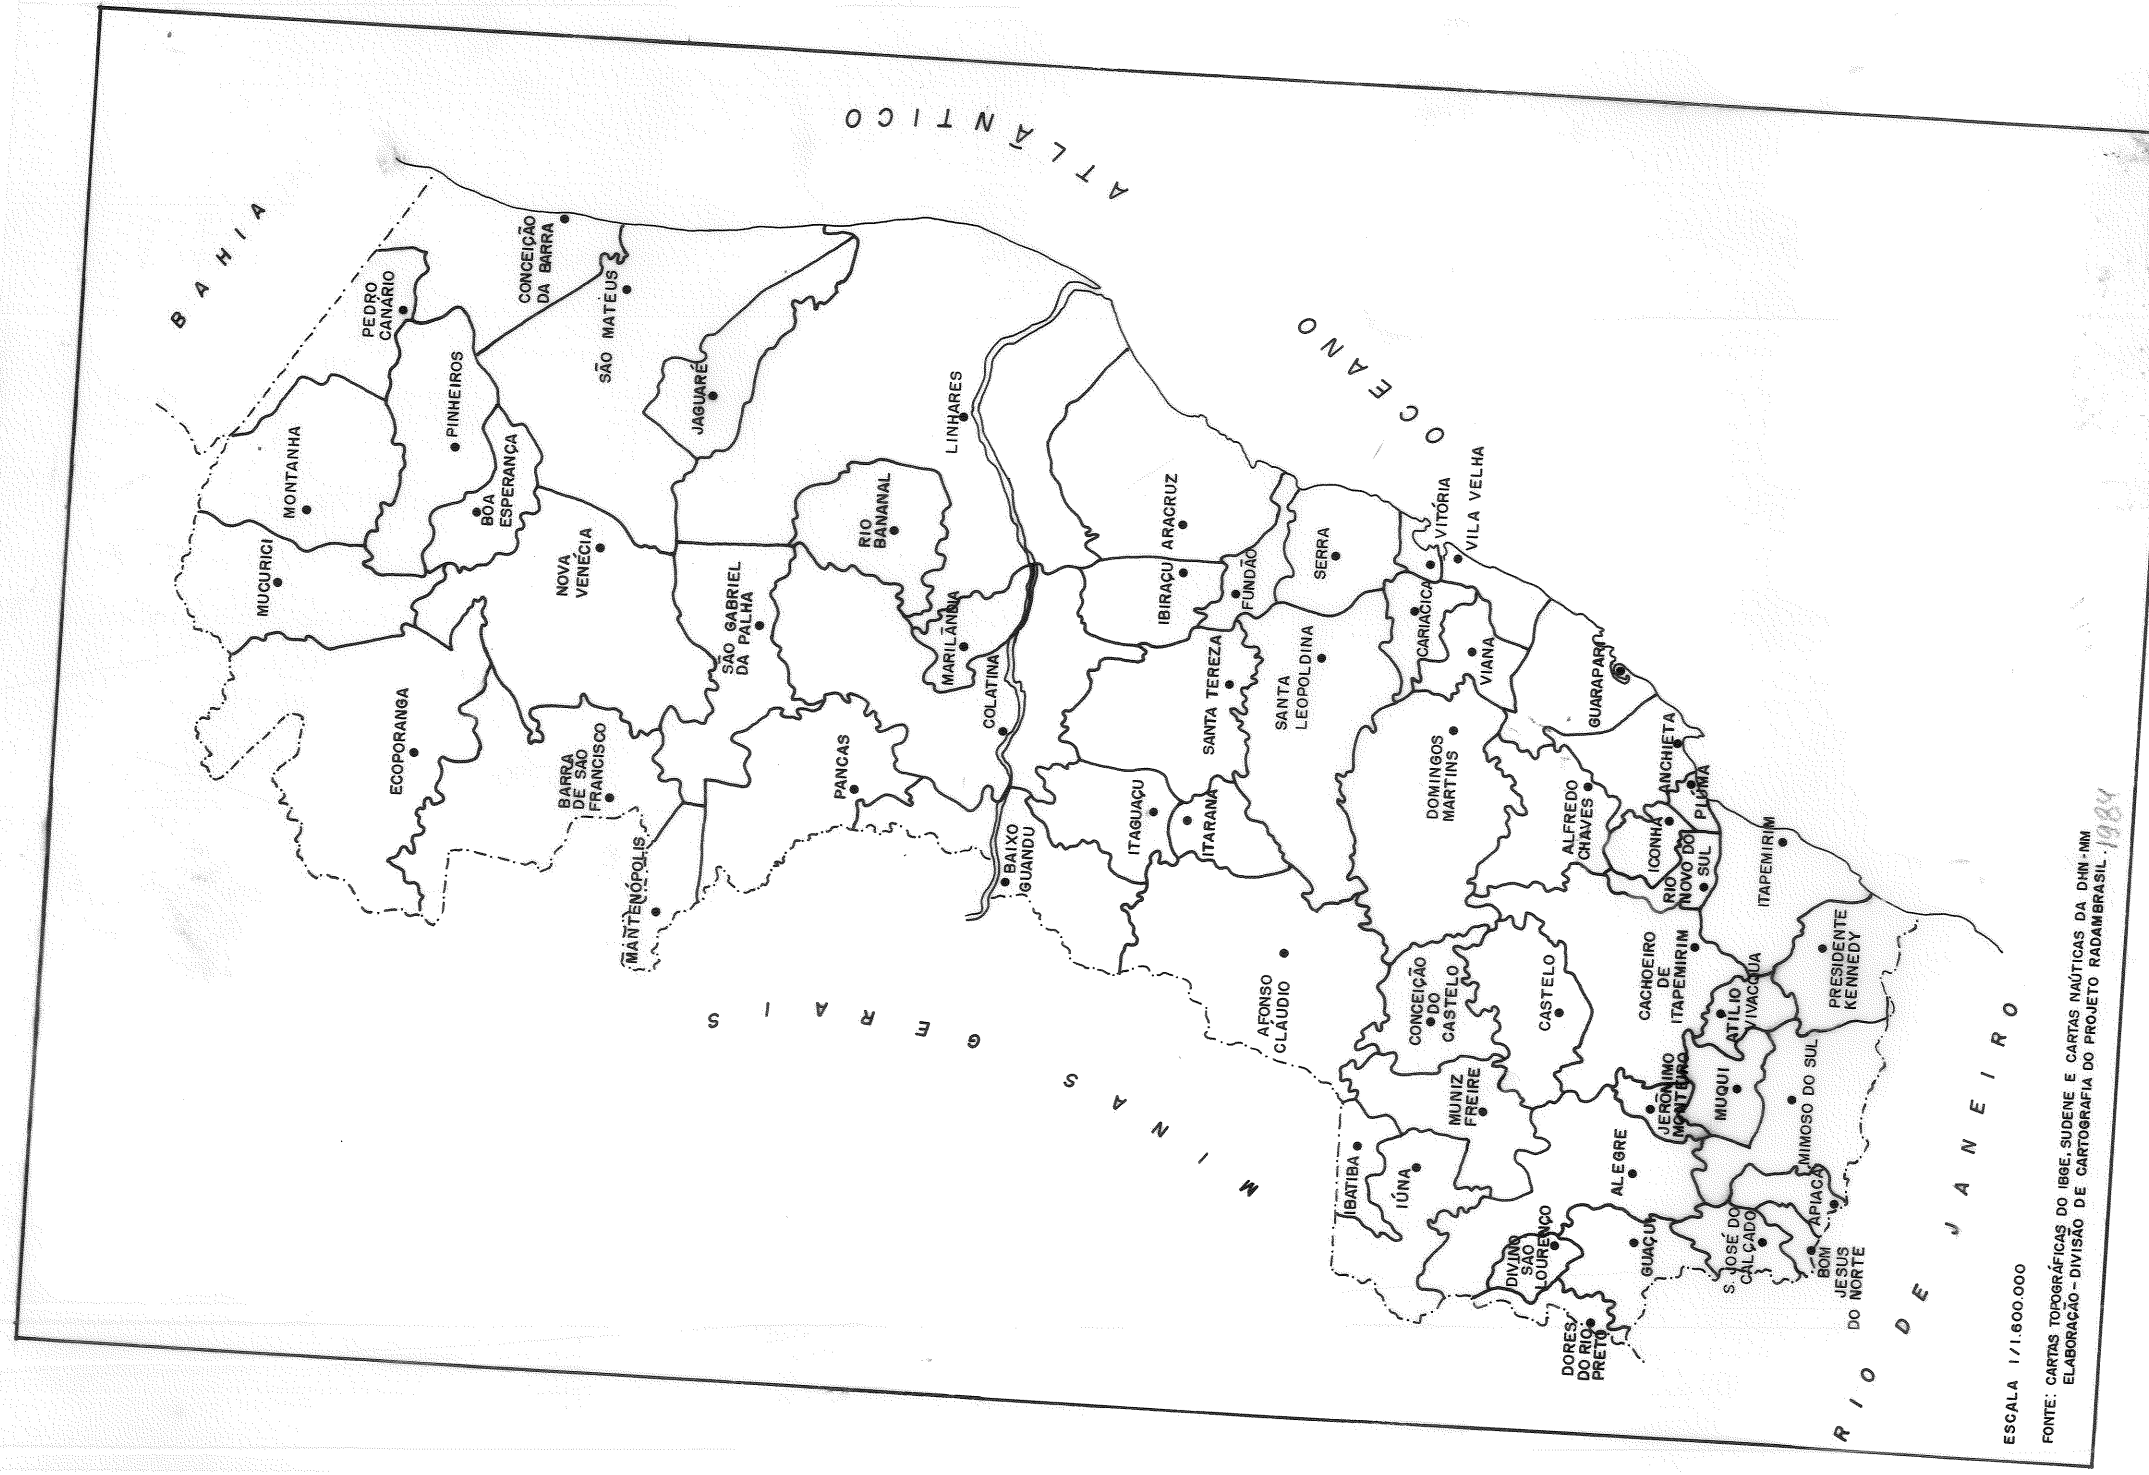 BAHIA
OCEANO
ATLÂNTICO
MINAS GERAIS
RIO DE JANEIRO
MUCURICI
MONTANHA
PEDRO
CANÁRIO
PINHEIROS
CONCEIÇÃO
DA BARRA
ECOPORANGA
BOA
ESPERANÇA
SÃO MATEUS
NOVA
VENÉCIA
BARRA
DE SÃO
FRANCISCO
MANTENÓPOLIS
JAGUARÉ
SÃO GABRIEL
DA PALHA
PANCAS
RIO
BANANAL
LINHARES
MARILÂNDIA
COLATINA
BAIXO
GUANDU
ITAGUAÇU
ITARANA
IBIRAÇU
ARACRUZ
SANTA TEREZA
FUNDÃO
SANTA
LEOPOLDINA
SERRA
AFONSO
CLÁUDIO
CARIACICA
VITÓRIA
VILA VELHA
VIANA
DOMINGOS
MARTINS
GUARAPARI
ALFREDO
CHAVES
ANCHIETA
PIÚMA
ICONHA
RIO
NOVO DO
SUL
ITAPEMIRIM
CONCEIÇÃO
DO
CASTELO
CASTELO
CACHOEIRO
DE
ITAPEMIRIM
ATÍLIO
VIVACQUA
PRESIDENTE
KENNEDY
IBATIBA
IÚNA
MUNIZ
FREIRE
ALEGRE
JERÔNIMO
MONTEIRO
MUQUI
MIMOSO DO SUL
DIVINO
SÃO
LOURENÇO
GUAÇUÍ
S. JOSÉ DO
CALÇADO
APIACÁ
BOM
JESUS
DO NORTE
DORES
DO RIO
PRETO
ESCALA 1/1.600.000
FONTE: CARTAS TOPOGRÁFICAS DO IBGE, SUDENE E CARTAS NAÚTICAS DA DHN-MM
ELABORAÇÃO-DIVISÃO DE CARTOGRAFIA DO PROJETO RADAMBRASIL. 1984